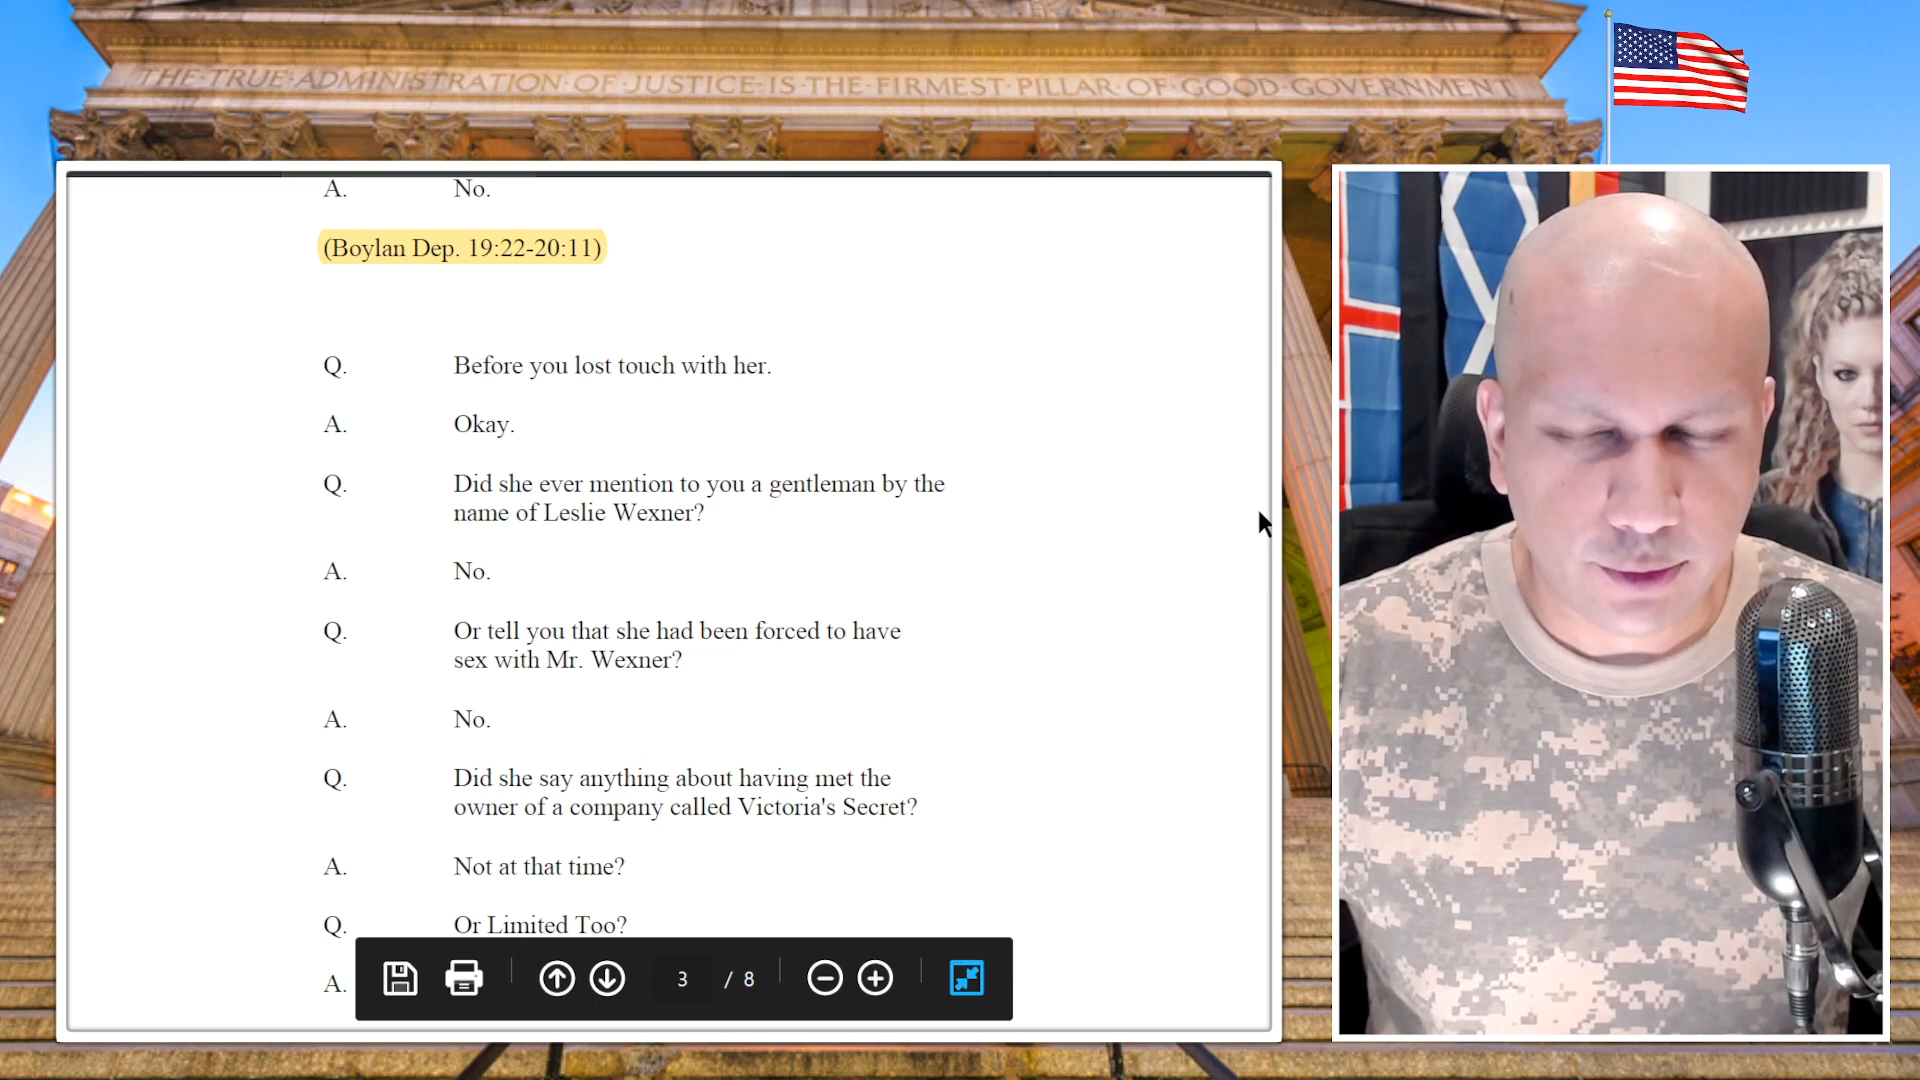 THE·TRUE·ADMINISTRATION·OF·JUSTICE·IS·THE·FIRMEST·PILLAR·OF·GOOD·GOVERNMENT
A. No.
(Boylan Dep. 19:22-20:11)
Q. Before you lost touch with her.
A. Okay.
Q. Did she ever mention to you a gentleman by the
name of Leslie Wexner?
A. No.
Q. Or tell you that she had been forced to have
sex with Mr. Wexner?
A. No.
Q. Did she say anything about having met the
owner of a company called Victoria's Secret?
A. Not at that time?
Q. Or Limited Too?
A.
3 / 8